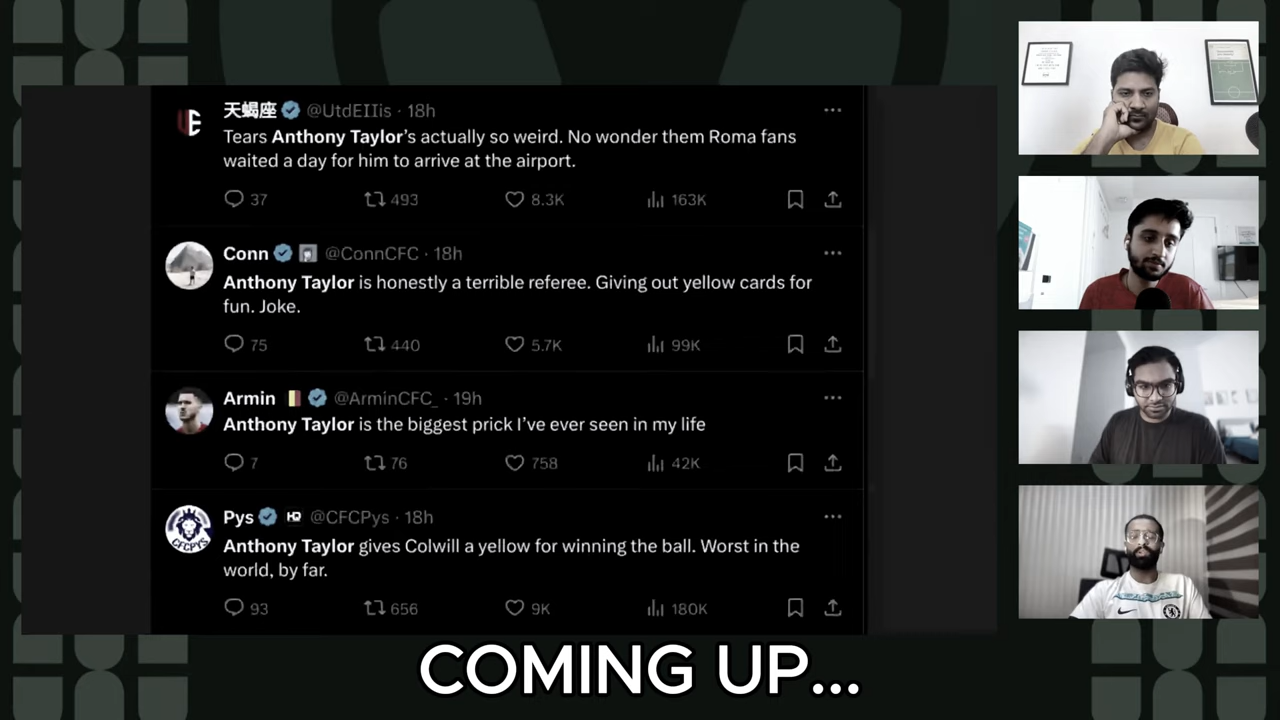 天蝎座 @UtdEIIis · 18h
Tears Anthony Taylor's actually so weird. No wonder them Roma fans
waited a day for him to arrive at the airport.
37 493 8.3K 163K
Conn @ConnCFC · 18h
Anthony Taylor is honestly a terrible referee. Giving out yellow cards for
fun. Joke.
75 440 5.7K 99K
Armin @ArminCFC_ · 19h
Anthony Taylor is the biggest prick I've ever seen in my life
7 76 758 42K
CFCPYS
Pys HQ @CFCPys · 18h
Anthony Taylor gives Colwill a yellow for winning the ball. Worst in the
world, by far.
93 656 9K 180K
COMING UP...